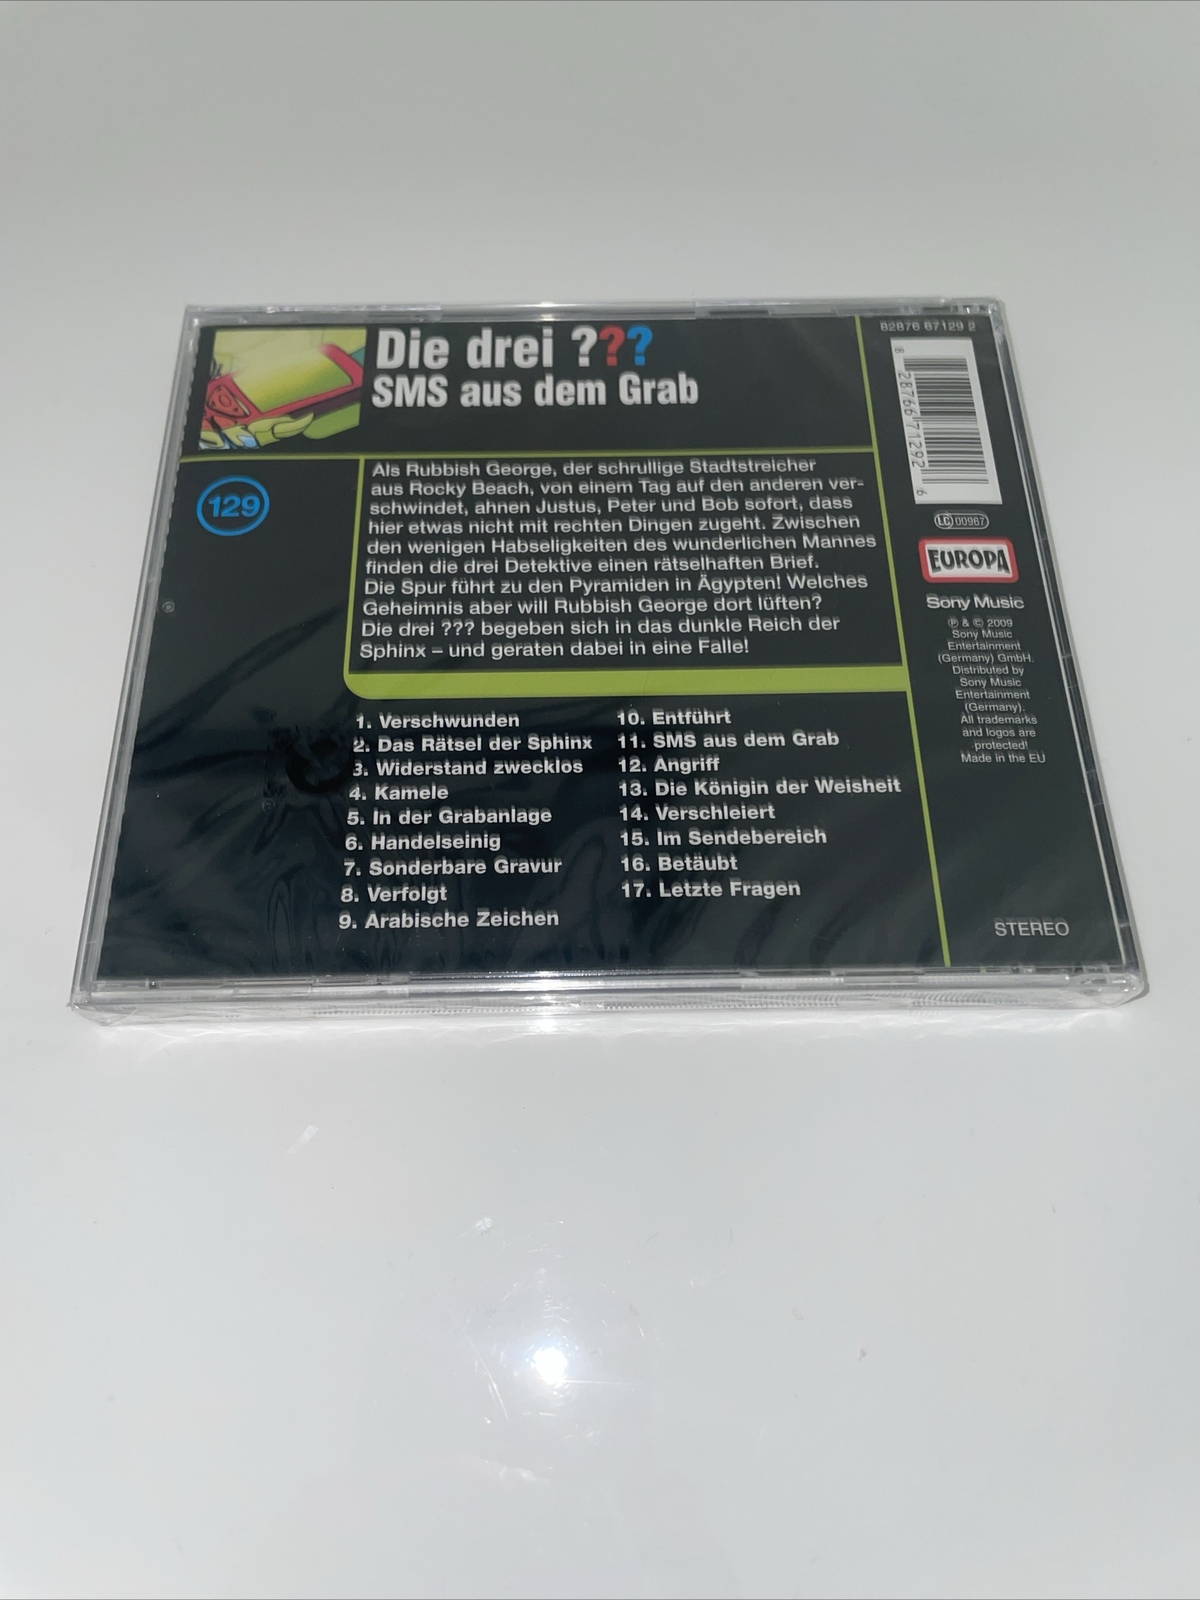 Die drei ???
SMS aus dem Grab
129
Als Rubbish George, der schrullige Stadtstreicher
aus Rocky Beach, von einem Tag auf den anderen ver-
schwindet, ahnen Justus, Peter und Bob sofort, dass
hier etwas nicht mit rechten Dingen zugeht. Zwischen
den wenigen Habseligkeiten des wunderlichen Mannes
finden die drei Detektive einen rätselhaften Brief.
Die Spur führt zu den Pyramiden in Ägypten! Welches
Geheimnis aber will Rubbish George dort lüften?
Die drei ??? begeben sich in das dunkle Reich der
Sphinx – und geraten dabei in eine Falle!
1. Verschwunden
2. Das Rätsel der Sphinx
3. Widerstand zwecklos
4. Kamele
5. In der Grabanlage
6. Handelseinig
7. Sonderbare Gravur
8. Verfolgt
9. Arabische Zeichen
10. Entführt
11. SMS aus dem Grab
12. Angriff
13. Die Königin der Weisheit
14. Verschleiert
15. Im Sendebereich
16. Betäubt
17. Letzte Fragen
82876 67129 2
8 28766 71292 6
LC 00967
EUROPA
Sony Music
℗ & © 2009
Sony Music
Entertainment
(Germany) GmbH.
Distributed by
Sony Music
Entertainment
(Germany).
All trademarks
and logos are
protected!
Made in the EU
STEREO